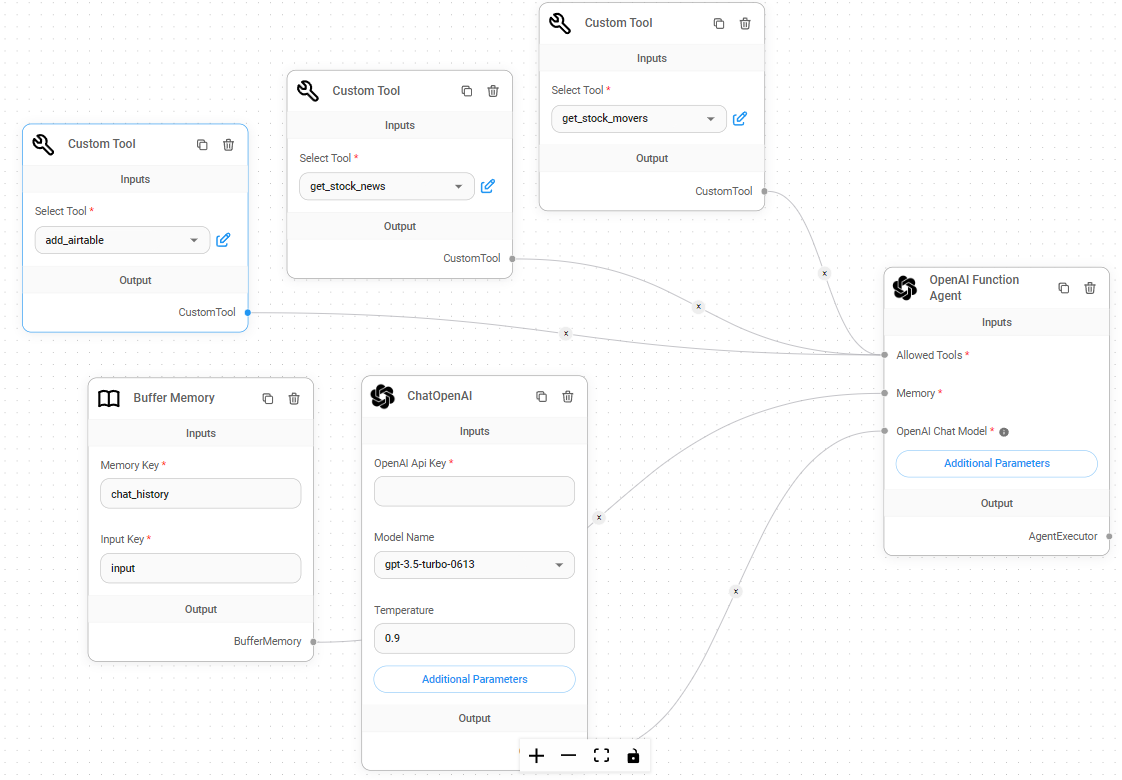 Custom Tool
Inputs
Select Tool *
get_stock_movers
Output
CustomTool
Custom Tool
Inputs
Select Tool *
get_stock_news
Output
CustomTool
Custom Tool
Inputs
Select Tool *
add_airtable
Output
CustomTool
OpenAI Function
Agent
Inputs
Allowed Tools *
Memory *
OpenAI Chat Model *
Additional Parameters
Output
AgentExecutor
Buffer Memory
Inputs
Memory Key *
chat_history
Input Key *
input
Output
BufferMemory
ChatOpenAI
Inputs
OpenAI Api Key *
Model Name
gpt-3.5-turbo-0613
Temperature
0.9
Additional Parameters
Output